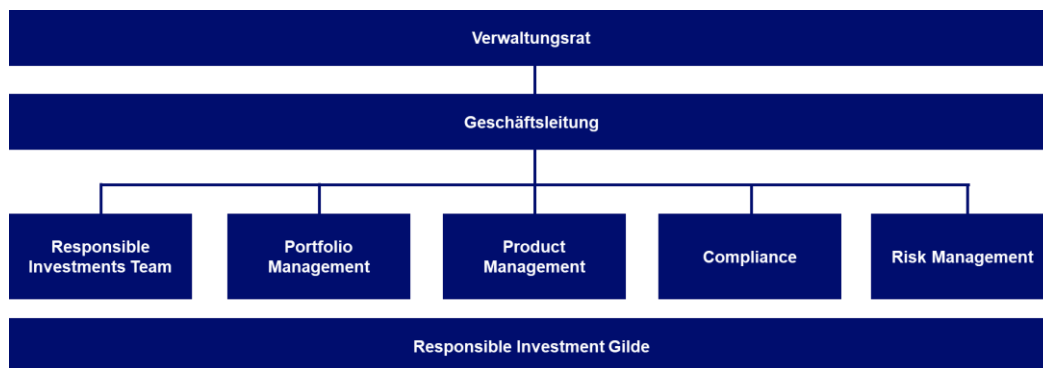 Verwaltungsrat
Geschäftsleitung
Responsible
Investments Team
Portfolio
Management
Product
Management
Compliance
Risk Management
Responsible Investment Gilde